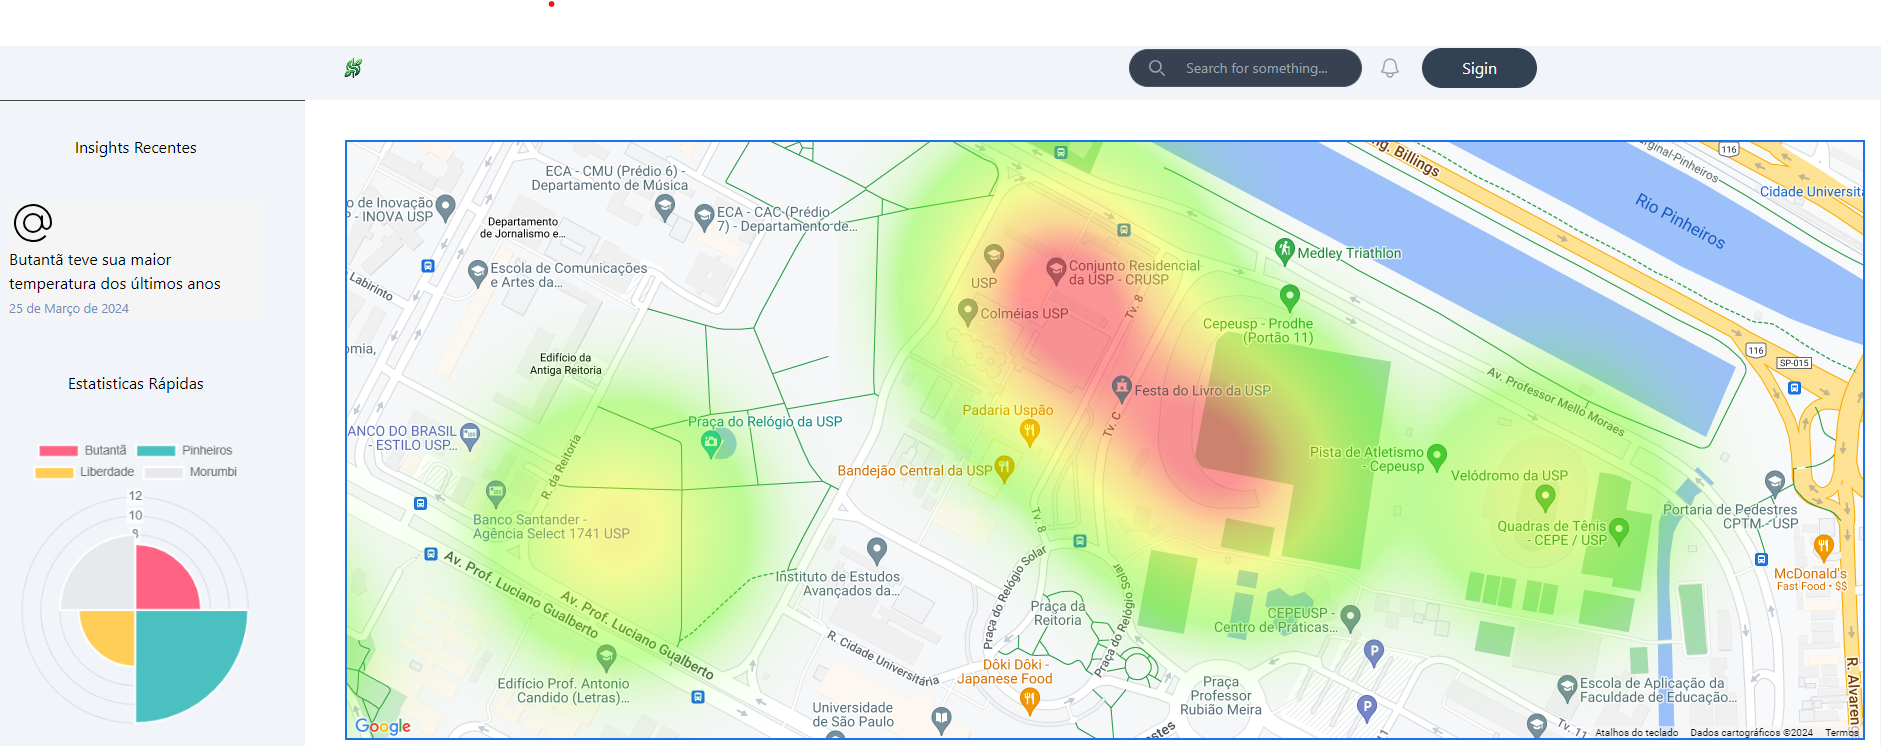 Search for something...
Sigin
Insights Recentes
Butantã teve sua maior
temperatura dos últimos anos
25 de Março de 2024
Estatisticas Rápidas
Butantã
Pinheiros
Liberdade
Morumbi
12
10
8
ECA - CMU (Prédio 6) -
Departamento de Música
o de Inovação
- INOVA USP
Departamento
de Jornalismo e...
ECA - CAC (Prédio
7) - Departamento de...
Escola de Comunicações
e Artes da...
Labirinto
omia,
Edifício da
Antiga Reitoria
USP
Conjunto Residencial
da USP - CRUSP
Colméias USP
Tv. 8
Medley Triathlon
Cepeusp - Prodhe
(Portão 11)
ng. Billings
arginal-Pinheiros
116
Cidade Universitá
Rio Pinheiros
116
SP-015
Av. Professor Mello Moraes
Festa do Livro da USP
Padaria Uspão
Tv. C
Praça do Relógio da USP
ANCO DO BRASIL
- ESTILO USP...
R. da Reitoria
Bandejão Central da USP
Pista de Atletismo -
Cepeusp
Velódromo da USP
Banco Santander -
Agência Select 1741 USP
Tv. 8
Quadras de Tênis
- CEPE / USP
Portaria de Pedestres
CPTM - USP
McDonald's
Fast Food • $$
Av. Prof. Luciano Gualberto
Av. Prof. Luciano Gualberto
Instituto de Estudos
Avançados da...
Praça do Relógio Solar
Praça do Relógio Solar
Praça da
Reitoria
CEPEUSP -
Centro de Práticas...
P
R. Cidade Universitária
Dōki Dōki -
Japanese Food
Edifício Prof. Antonio
Candido (Letras)...
Praça
Professor
Rubião Meira
P
Escola de Aplicação da
Faculdade de Educação...
R. Alvaren
Universidade
de São Paulo
Tv. 11
11
stes
Google
Atalhos do teclado
Dados cartográficos ©2024
Termos